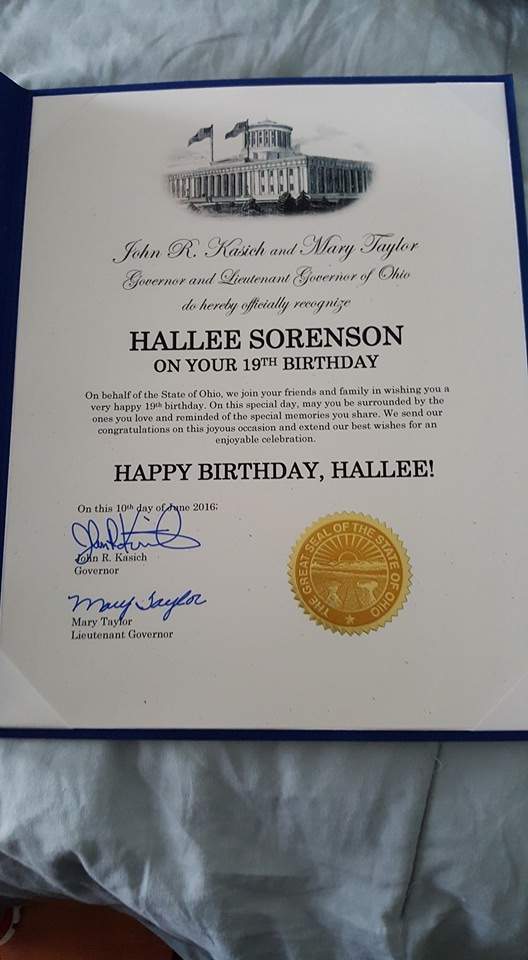 John R. Kasich and Mary Taylor
Governor and Lieutenant Governor of Ohio
do hereby officially recognize
HALLEE SORENSON
ON YOUR 19TH BIRTHDAY
On behalf of the State of Ohio, we join your friends and family in wishing you a
very happy 19th birthday. On this special day, may you be surrounded by the
ones you love and reminded of the special memories you share. We send our
congratulations on this joyous occasion and extend our best wishes for an
enjoyable celebration.
HAPPY BIRTHDAY, HALLEE!
On this 10th day of June 2016:
John R. Kasich
John R. Kasich
Governor
Mary Taylor
Mary Taylor
Lieutenant Governor
THE GREAT SEAL OF THE STATE OF OHIO